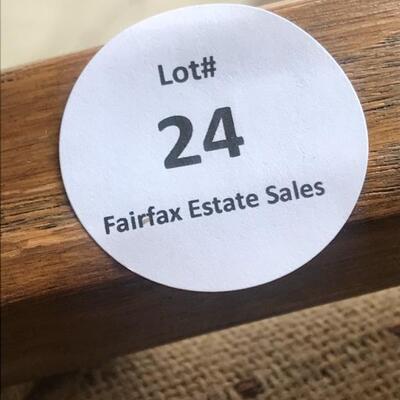 Lot#
24
Fairfax Estate Sales